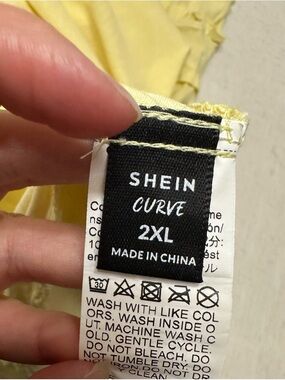 SHEIN
CURVE
2XL
MADE IN CHINA
30
WASH WITH LIKE COL
ORS. WASH INSIDE O
UT. MACHINE WASH C
OLD. GENTLE CYCLE.
DO NOT BLEACH. DO
NOT TUMBLE DRY. DO